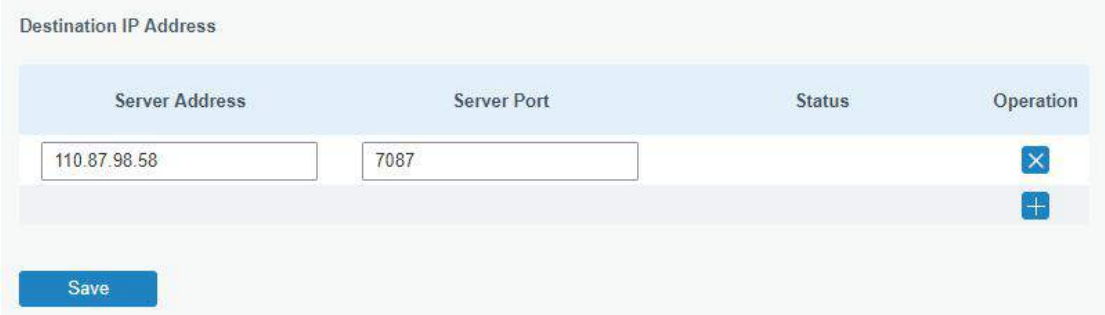 Destination IP Address
Server Address Server Port Status Operation
110.87.98.58 7087
Save